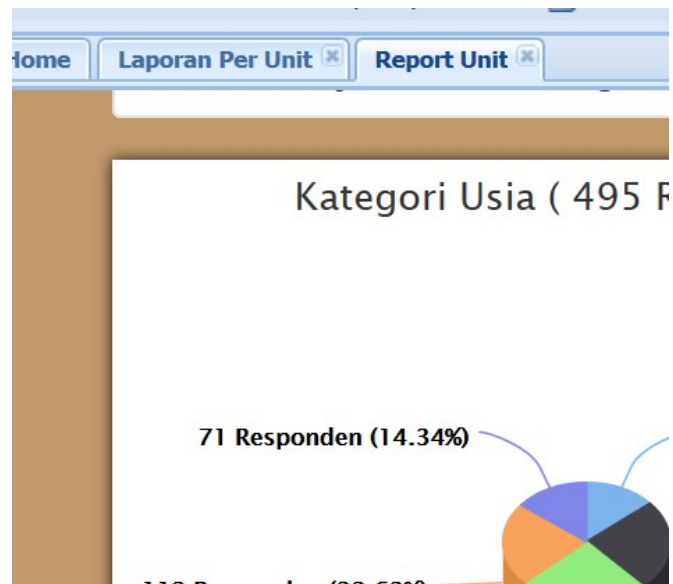 Home Laporan Per Unit Report Unit
Kategori Usia ( 495
71 Responden (14.34%)